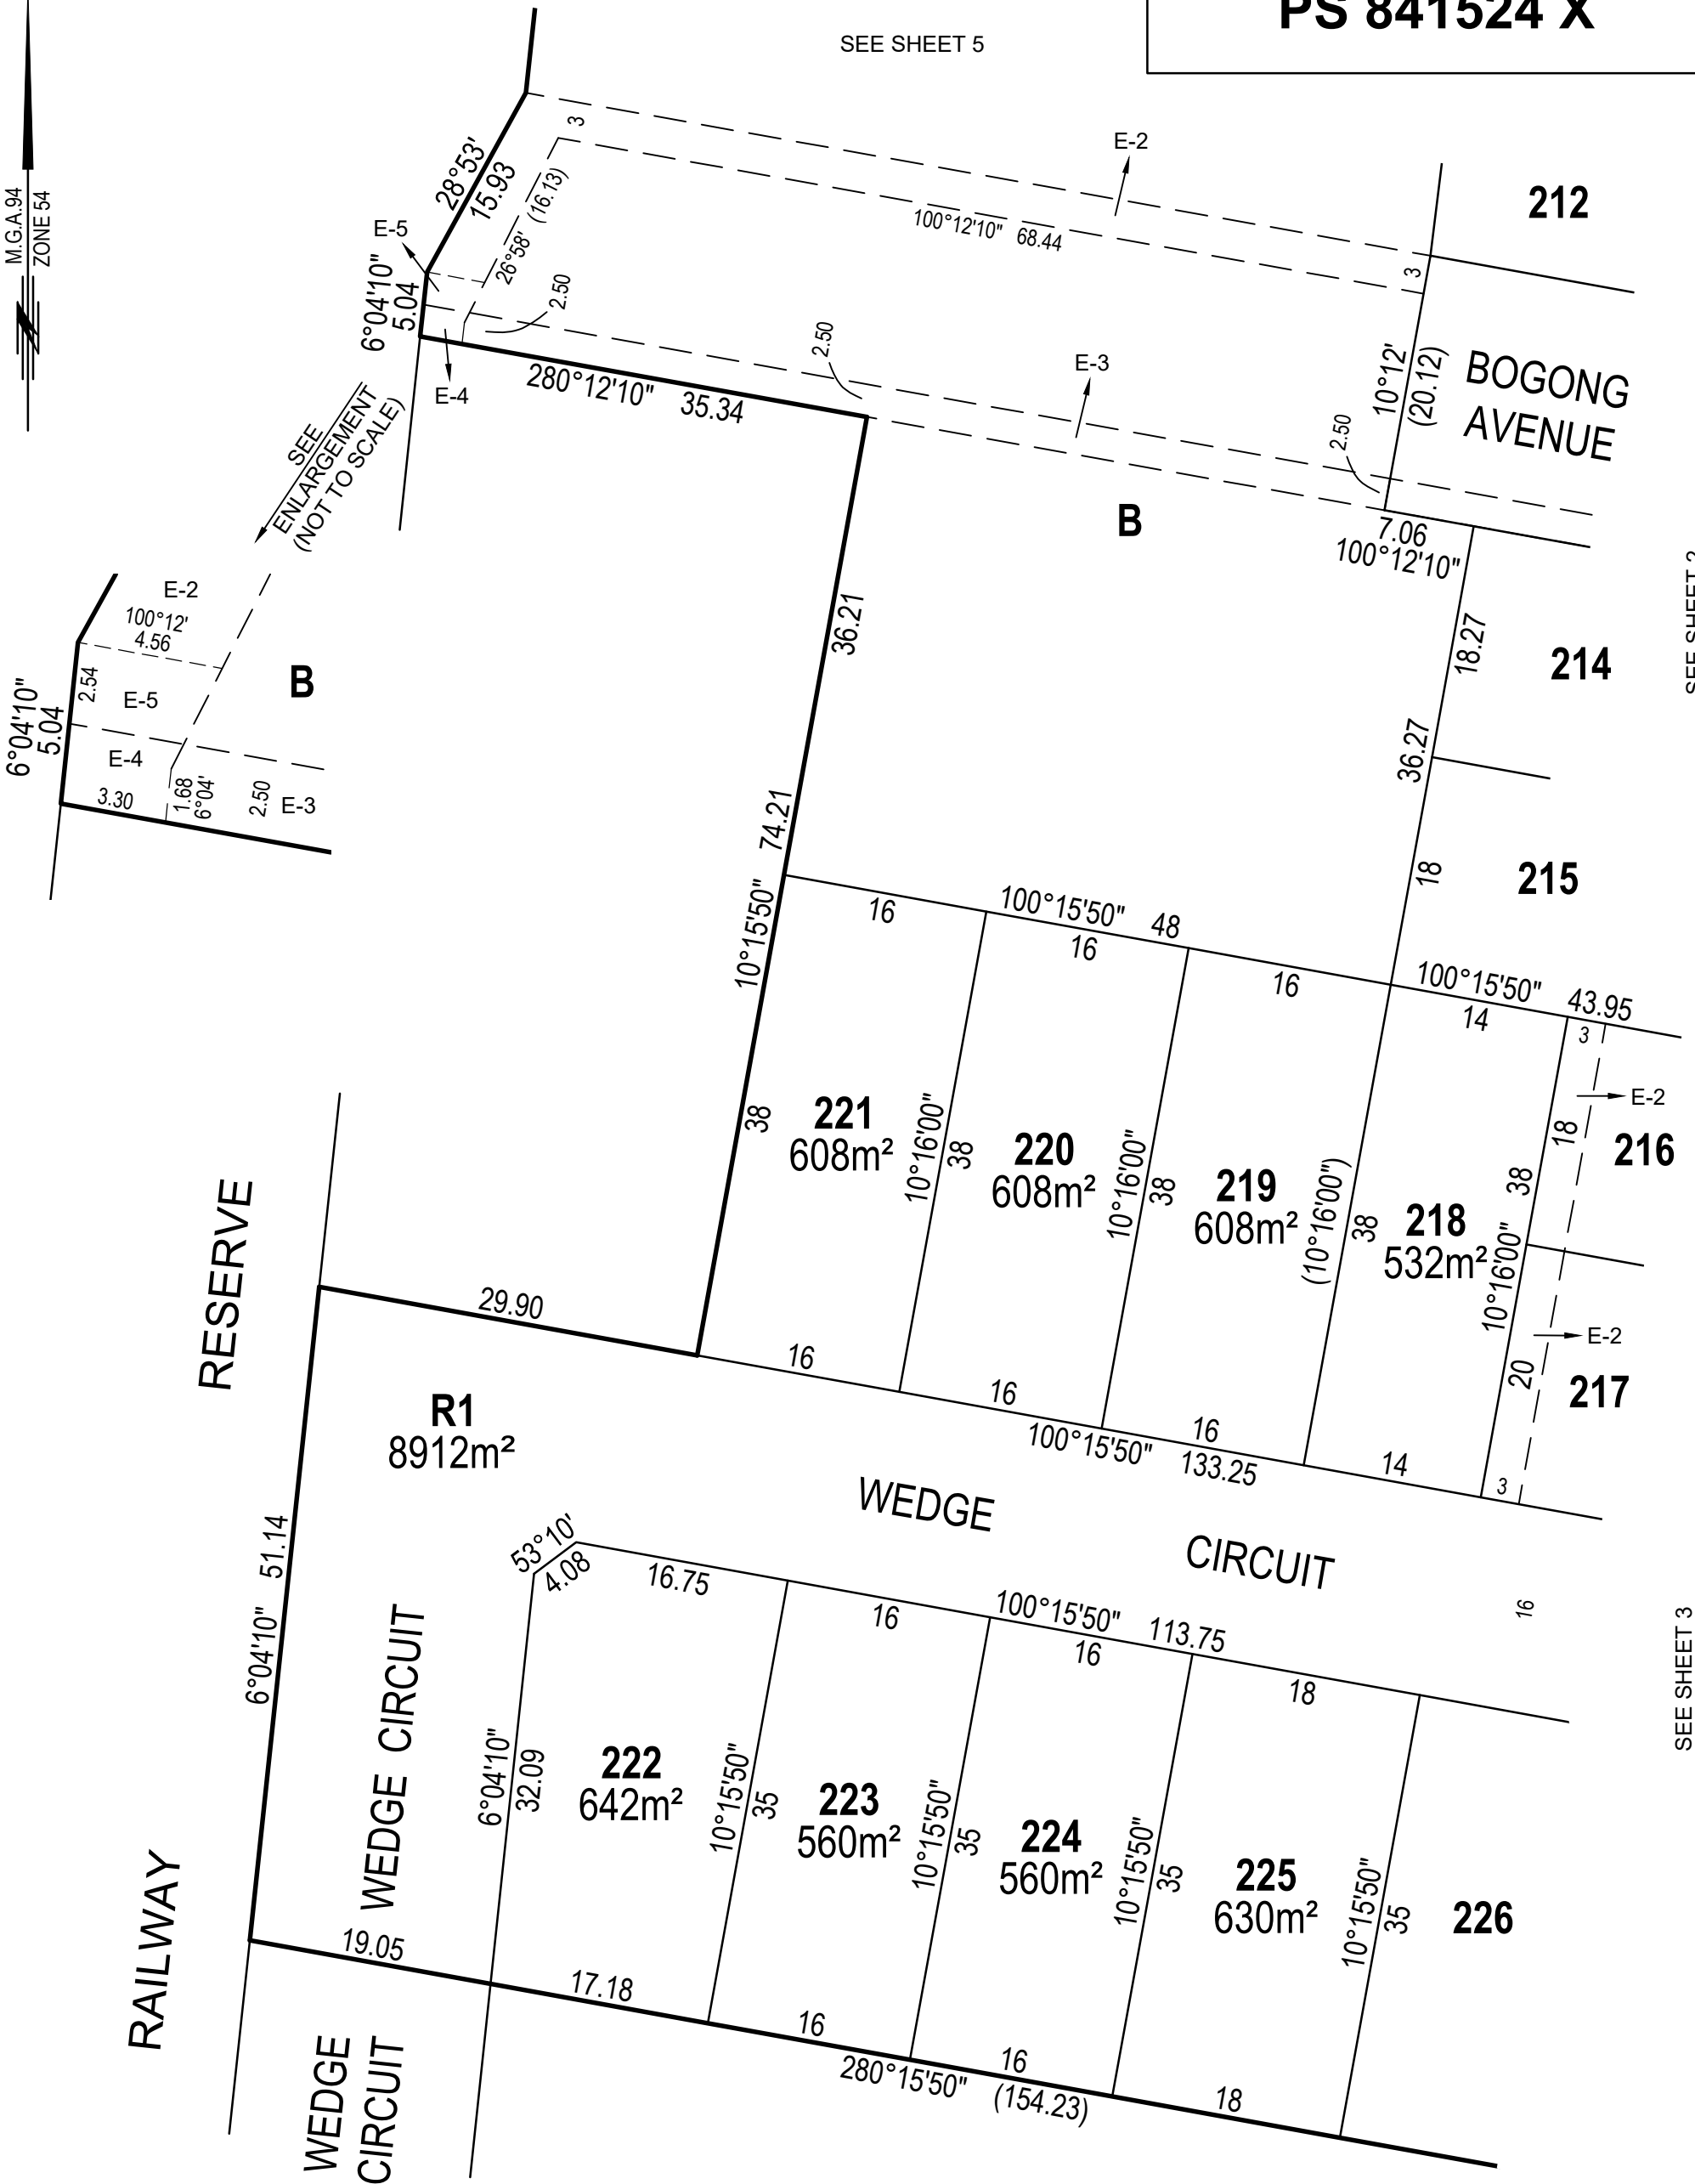 PS 841524 X
SEE SHEET 5
M.G.A.94
ZONE 54
28°53'
15.93
3
26°58' (16.13)
E-2
100°12'10" 68.44
212
E-5
6°04'10"
5.04
2.50
2.50
3
10°12'
(20.12)
BOGONG
AVENUE
E-4
280°12'10" 35.34
E-3
2.50
B
7.06
100°12'10"
SEE
ENLARGEMENT
(NOT TO SCALE)
E-2
100°12'
4.56
2.54
E-5
B
6°04'10"
5.04
E-4
3.30
1.68
6°04'
2.50
E-3
36.21
74.21
10°15'50"
18.27
214
36.27
18
215
16
100°15'50" 48
16
16
100°15'50" 43.95
14
3
E-2
18
216
38
221
608m²
10°16'00"
38
220
608m²
10°16'00"
38
219
608m²
(10°16'00")
38
218
532m²
38
10°16'00"
E-2
20
217
3
RESERVE
29.90
16
16
16
14
100°15'50" 133.25
R1
8912m²
WEDGE CIRCUIT
53°10'
4.08
16.75
16
100°15'50" 113.75
16
18
16
SEE SHEET 3
6°04'10" 51.14
WEDGE CIRCUIT
6°04'10"
32.09
222
642m²
10°15'50"
35
223
560m²
10°15'50"
35
224
560m²
10°15'50"
35
225
630m²
10°15'50"
35
226
RAILWAY
19.05
17.18
16
16
18
280°15'50" (154.23)
WEDGE
CIRCUIT